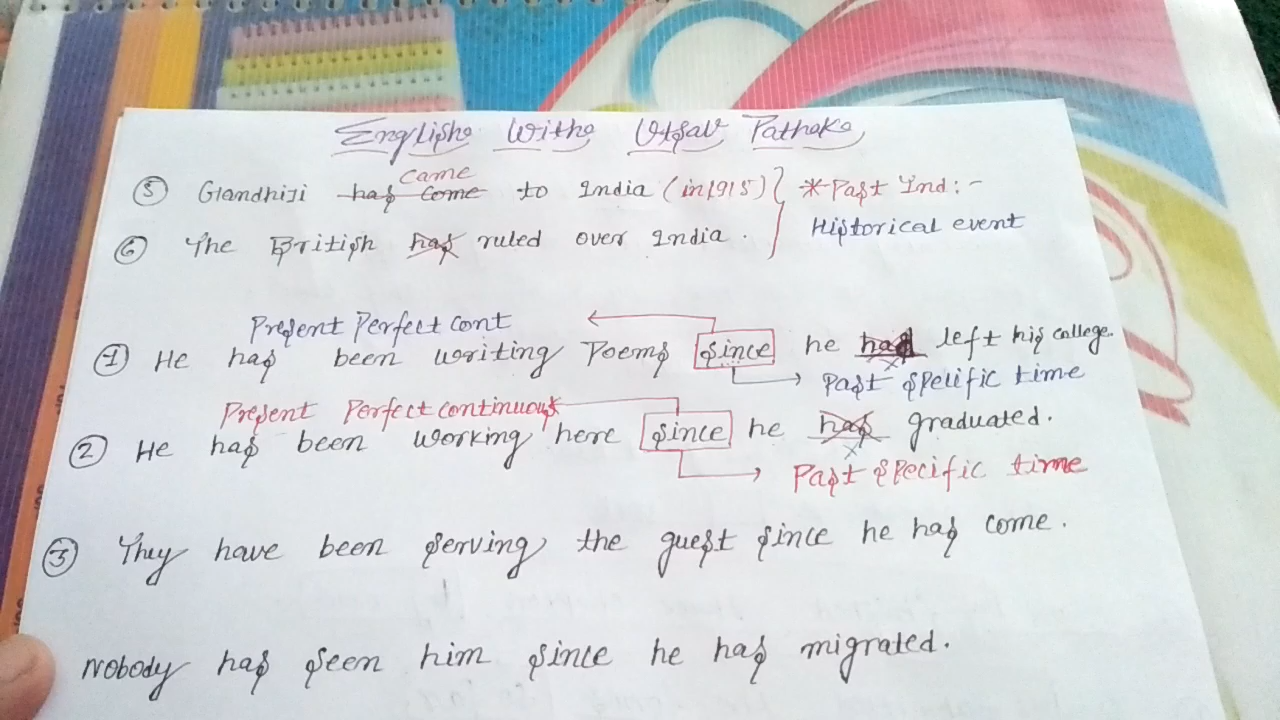 English With Utsav Pathak
came
⑤ Gandhiji has come to India (in 1915) } * Past Ind:-
⑥ The British has ruled over India. Historical event
Present Perfect cont
① He has been writing Poems since he had left his college.
Past specific time
Present Perfect continuous
② He has been working here since he has graduated.
Past specific time
③ They have been serving the guest since he has come.
Nobody has seen him since he has migrated.